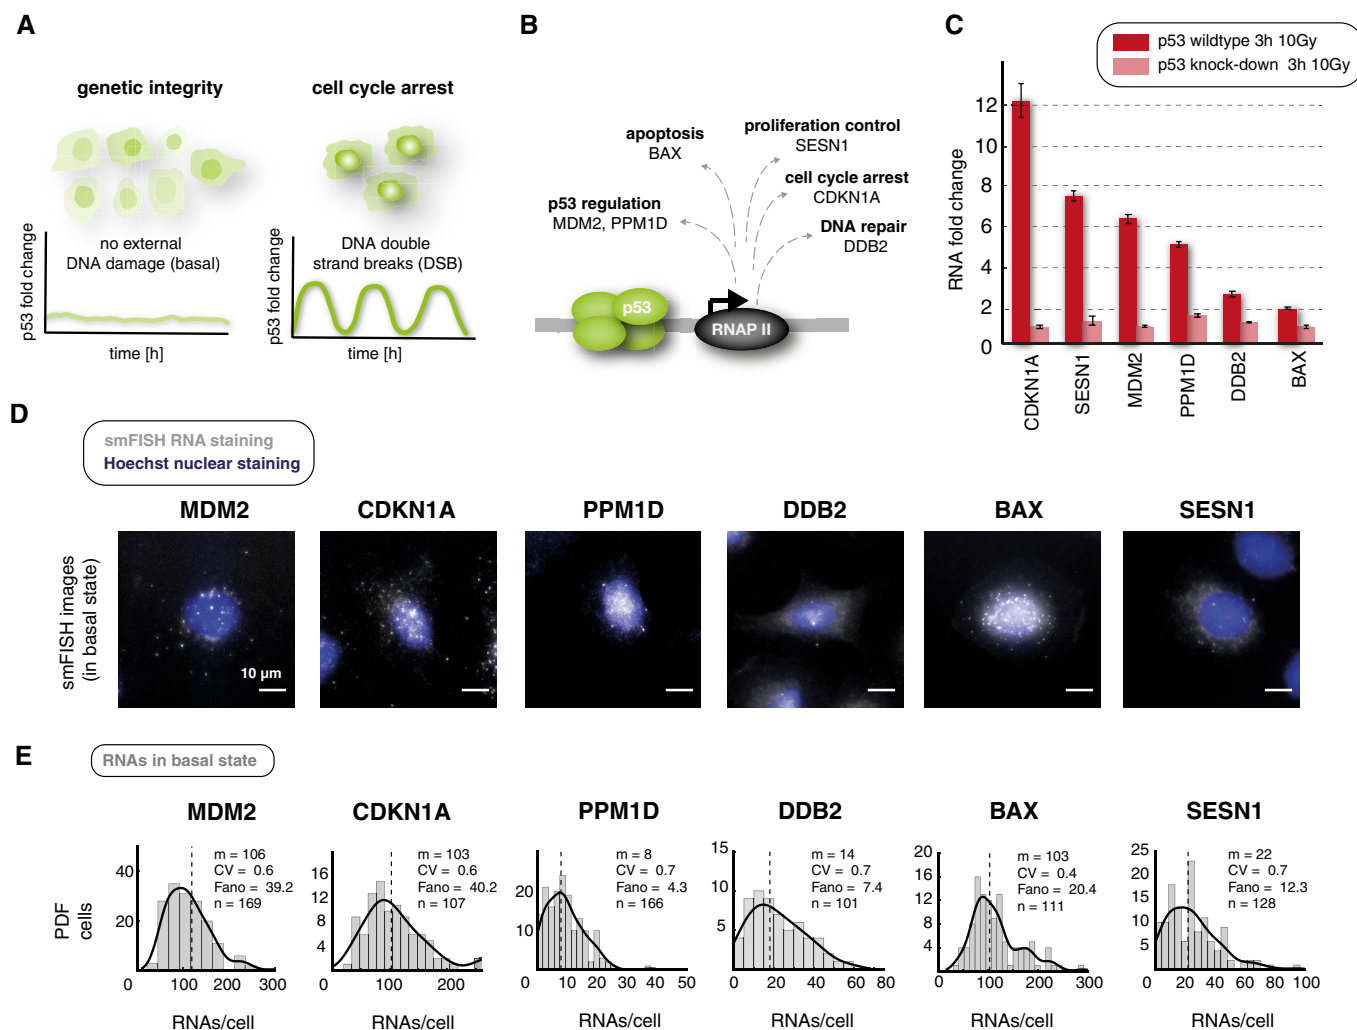 A
genetic integrity
cell cycle arrest
p53 fold change
no external
DNA damage (basal)
time [h]
p53 fold change
DNA double
strand breaks (DSB)
time [h]
B
apoptosis
BAX
proliferation control
SESN1
cell cycle arrest
CDKN1A
p53 regulation
MDM2, PPM1D
DNA repair
DDB2
p53
RNAP II
C
p53 wildtype 3h 10Gy
p53 knock-down 3h 10Gy
RNA fold change
12
10
8
6
4
2
0
CDKN1A
SESN1
MDM2
PPM1D
DDB2
BAX
D
smFISH RNA staining
Hoechst nuclear staining
MDM2
CDKN1A
PPM1D
DDB2
BAX
SESN1
smFISH images
(in basal state)
10 µm
E
RNAs in basal state
PDF
cells
MDM2
40
20
m = 106
CV = 0.6
Fano = 39.2
n = 169
0 100 200 300
RNAs/cell
CDKN1A
16
12
8
4
m = 103
CV = 0.6
Fano = 40.2
n = 107
0 100 200
RNAs/cell
PPM1D
20
10
m = 8
CV = 0.7
Fano = 4.3
n = 166
0 10 20 30 40 50
RNAs/cell
DDB2
15
10
5
m = 14
CV = 0.7
Fano = 7.4
n = 101
0 20 40 60 80
RNAs/cell
BAX
20
16
12
8
4
m = 103
CV = 0.4
Fano = 20.4
n = 111
0 100 200 300
RNAs/cell
SESN1
25
20
15
10
5
m = 22
CV = 0.7
Fano = 12.3
n = 128
0 20 40 60 80 100
RNAs/cell